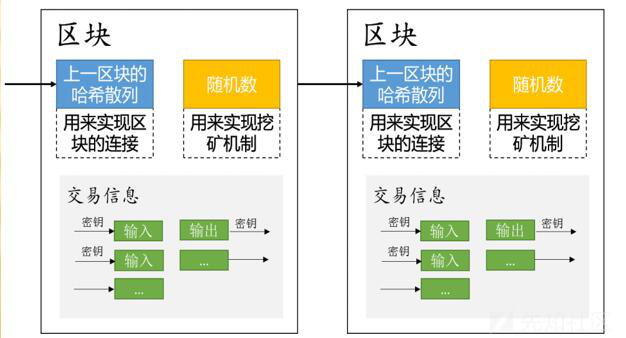 区块
上一区块的
哈希散列
随机数
用来实现区
块的连接
用来实现挖
矿机制
交易信息
密钥
输入
输出
密钥
密钥
输入
...
...
区块
上一区块的
哈希散列
随机数
用来实现区
块的连接
用来实现挖
矿机制
交易信息
密钥
输入
输出
密钥
密钥
输入
...
...
先知社区